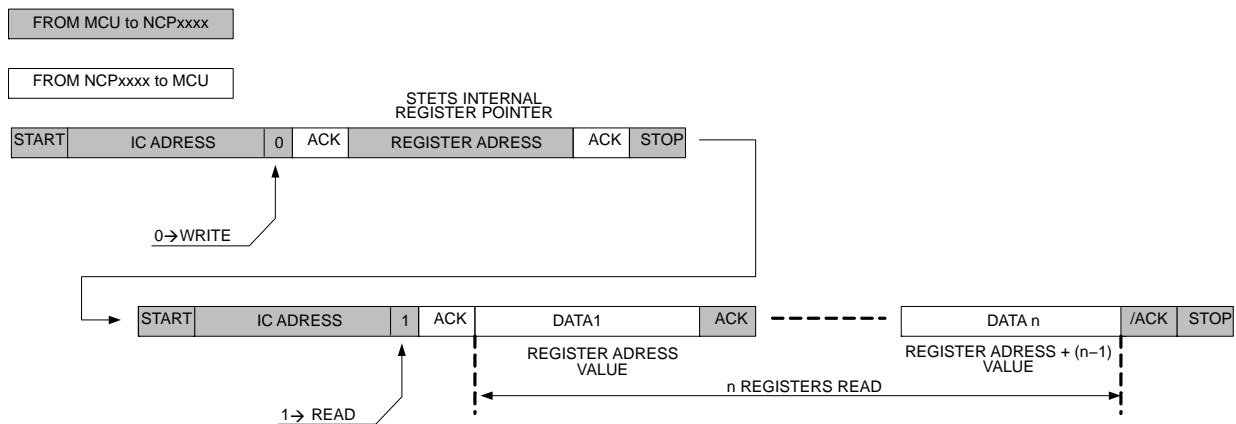 FROM MCU to NCPxxxx
FROM NCPxxxx to MCU
STETS INTERNAL
REGISTER POINTER
START IC ADRESS 0 ACK REGISTER ADRESS ACK STOP
0→WRITE
START IC ADRESS 1 ACK DATA1 ACK DATA n /ACK STOP
REGISTER ADRESS
VALUE
REGISTER ADRESS + (n−1)
VALUE
n REGISTERS READ
1→ READ